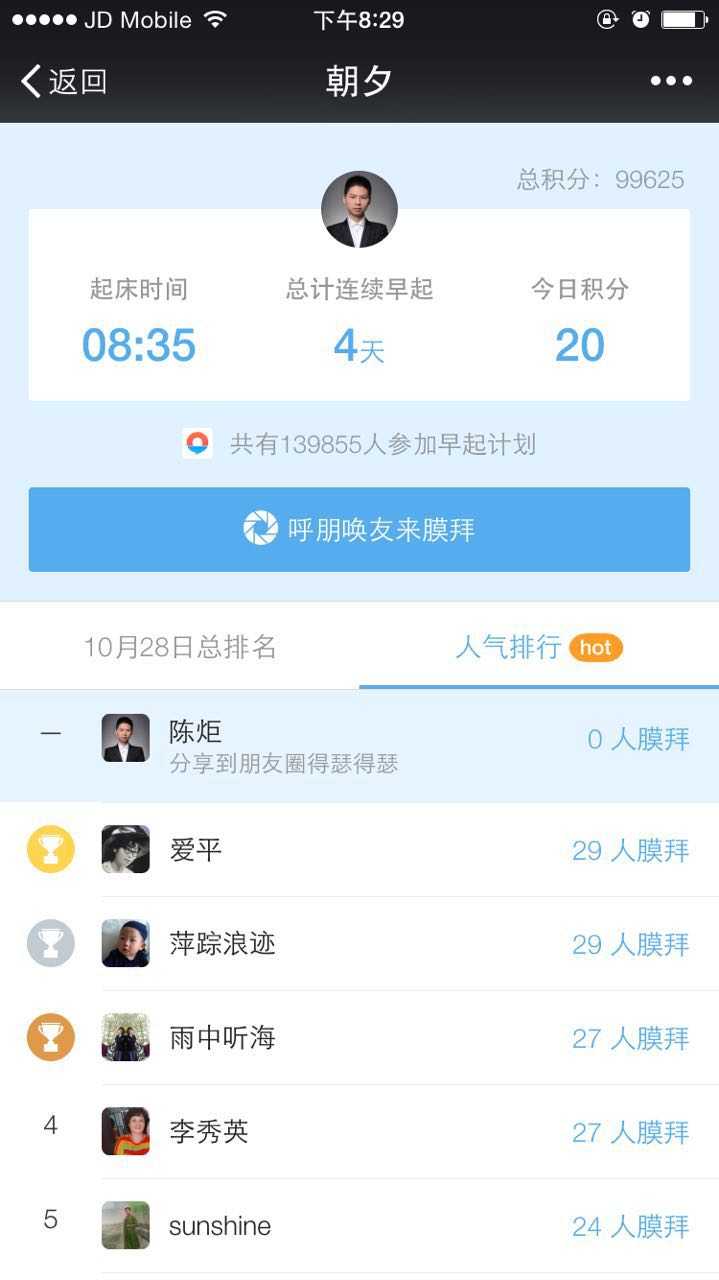 JD Mobile 下午8:29
返回 朝夕
总积分：99625
起床时间 总计连续早起 今日积分
08:35 4天 20
共有139855人参加早起计划
呼朋唤友来膜拜
10月28日总排名 人气排行 hot
陈炬 0 人膜拜
分享到朋友圈得瑟得瑟
爱平 29 人膜拜
萍踪浪迹 29 人膜拜
雨中听海 27 人膜拜
4 李秀英 27 人膜拜
5 sunshine 24 人膜拜